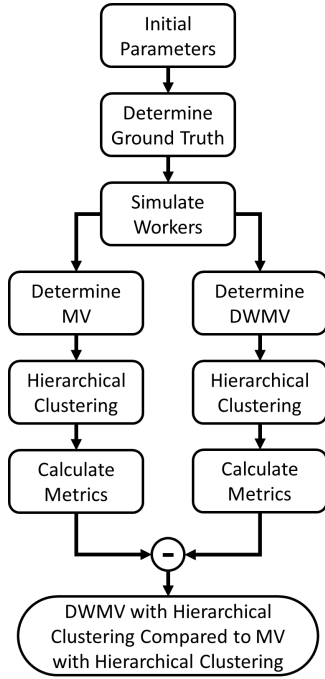 Initial
Parameters
Determine
Ground Truth
Simulate
Workers
Determine
MV
Determine
DWMV
Hierarchical
Clustering
Hierarchical
Clustering
Calculate
Metrics
Calculate
Metrics
-
DWMV with Hierarchical
Clustering Compared to MV
with Hierarchical Clustering